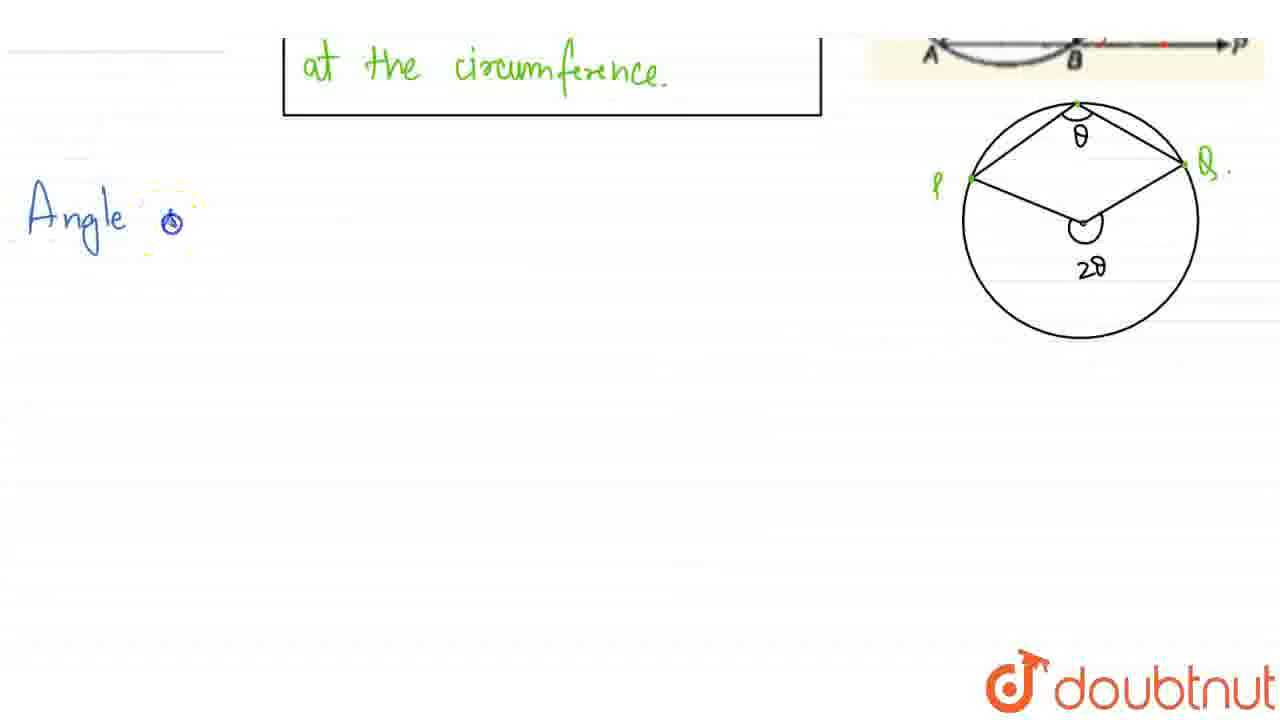 at the circumference.
A B P
θ
P Q.
2θ
Angle
doubtnut